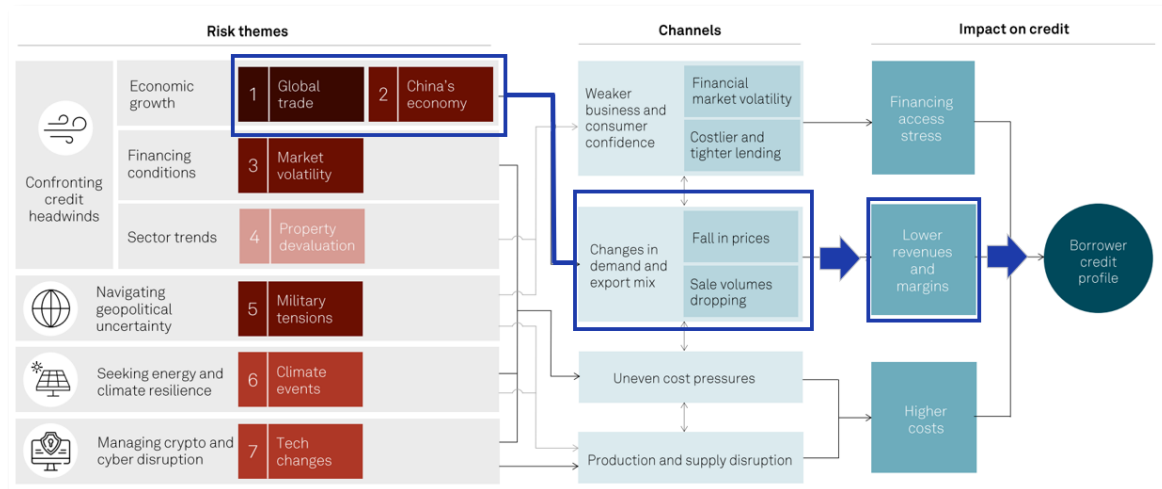 Risk themes
Channels
Impact on credit
Confronting
credit
headwinds
Economic
growth
1
Global
trade
2
China's
economy
Financing
conditions
3
Market
volatility
Sector trends
4
Property
devaluation
Navigating
geopolitical
uncertainty
5
Military
tensions
Seeking energy and
climate resilience
6
Climate
events
Managing crypto and
cyber disruption
7
Tech
changes
Weaker
business and
consumer
confidence
Financial
market volatility
Costlier and
tighter lending
Changes in
demand and
export mix
Fall in prices
Sale volumes
dropping
Uneven cost pressures
Production and supply disruption
Financing
access
stress
Lower
revenues
and
margins
Higher
costs
Borrower
credit
profile